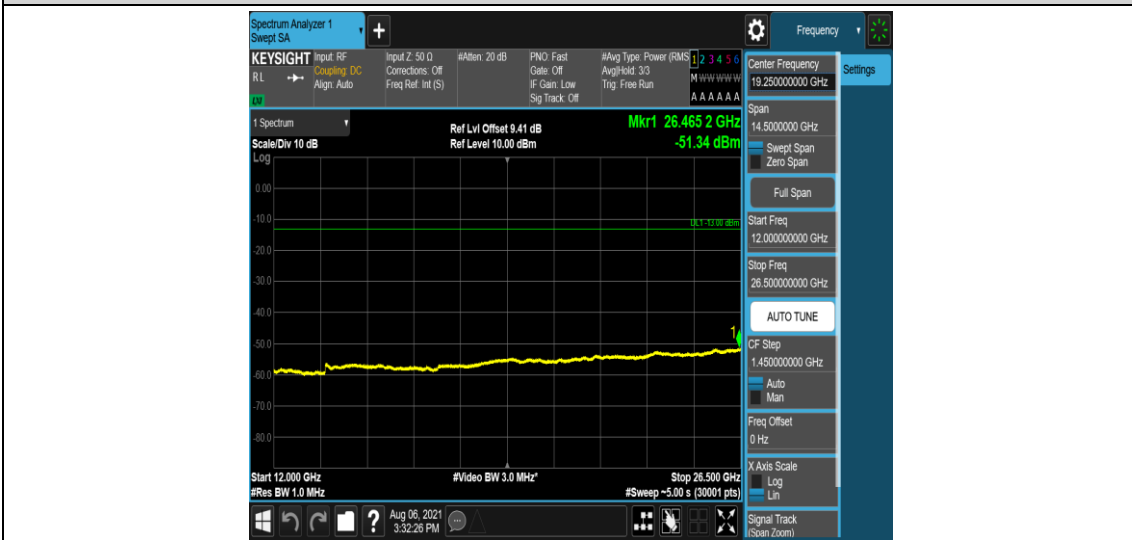 Spectrum Analyzer 1
Swept SA
+
Frequency
KEYSIGHT
RL
LXI
Input: RF
Coupling: DC
Align: Auto
Input Z: 50 Ω
Corrections: Off
Freq Ref: Int (S)
#Atten: 20 dB
PNO: Fast
Gate: Off
IF Gain: Low
Sig Track: Off
#Avg Type: Power (RMS
Avg|Hold: 3/3
Trig: Free Run
1 2 3 4 5 6
M W W W W W
A A A A A A
1 Spectrum
Scale/Div 10 dB
Log
Ref Lvl Offset 9.41 dB
Ref Level 10.00 dBm
Mkr1 26.465 2 GHz
-51.34 dBm
0.00
-10.0
DL1 -13.00 dBm
-20.0
-30.0
-40.0
1
-50.0
-60.0
-70.0
-80.0
Start 12.000 GHz
#Res BW 1.0 MHz
#Video BW 3.0 MHz*
Stop 26.500 GHz
#Sweep ~5.00 s (30001 pts)
?
Aug 06, 2021
3:32:26 PM
Center Frequency
19.250000000 GHz
Settings
Span
14.5000000 GHz
Swept Span
Zero Span
Full Span
Start Freq
12.000000000 GHz
Stop Freq
26.500000000 GHz
AUTO TUNE
CF Step
1.450000000 GHz
Auto
Man
Freq Offset
0 Hz
X Axis Scale
Log
Lin
Signal Track
(Span Zoom)